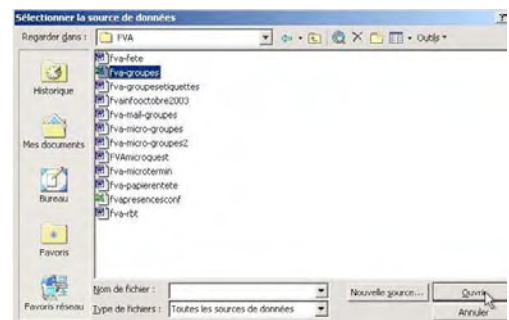 Sélectionner la source de données
Regarder dans : FVA Outils
fva-fete
fva-groupes
fva-groupesetiquettes
fvainfooctobre2003
fva-mail-groupes
fva-micro-groupes
fva-micro-groupes2
FVAmicroquest
fva-microtermin
fva-papierentete
fvapresencesconf
fva-rbt
Historique
Mes documents
Bureau
Favoris
Favoris réseau
Nom de fichier : Nouvelle source... Ouvrir
Type de fichiers : Toutes les sources de données Annuler